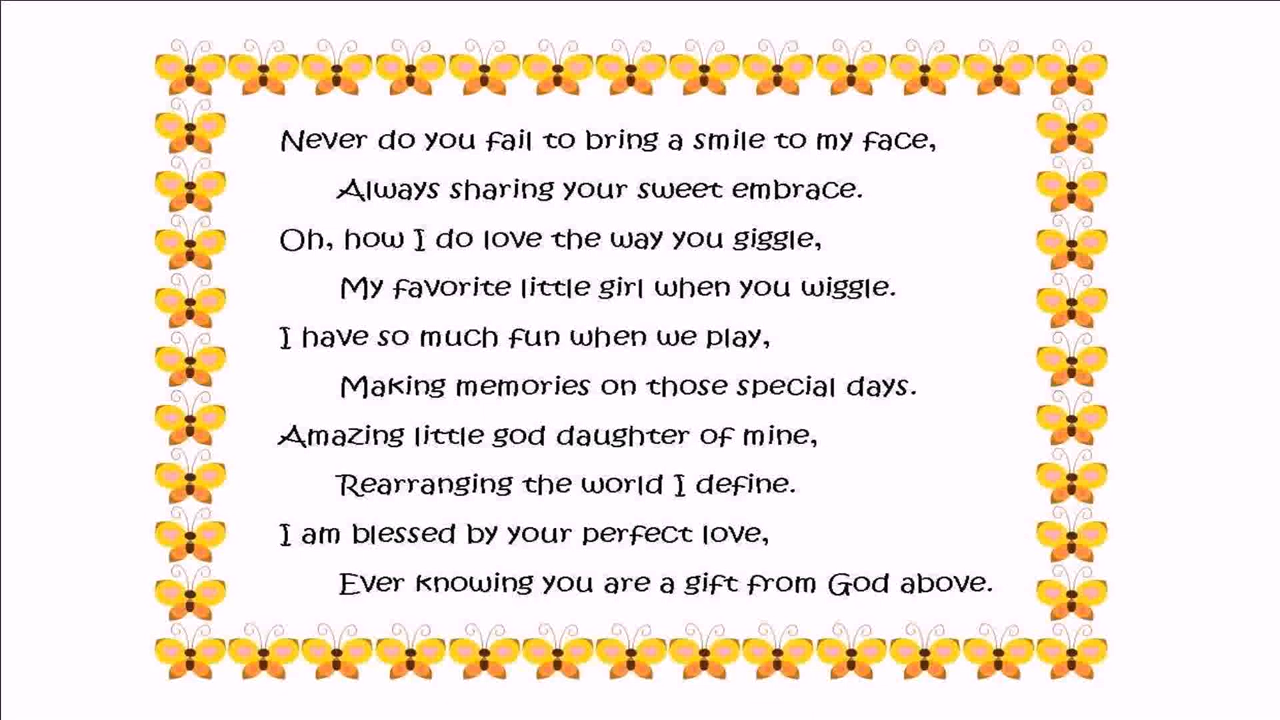 Never do you fail to bring a smile to my face,
Always sharing your sweet embrace.
Oh, how I do love the way you giggle,
My favorite little girl when you wiggle.
I have so much fun when we play,
Making memories on those special days.
Amazing little god daughter of mine,
Rearranging the world I define.
I am blessed by your perfect love,
Ever knowing you are a gift from God above.